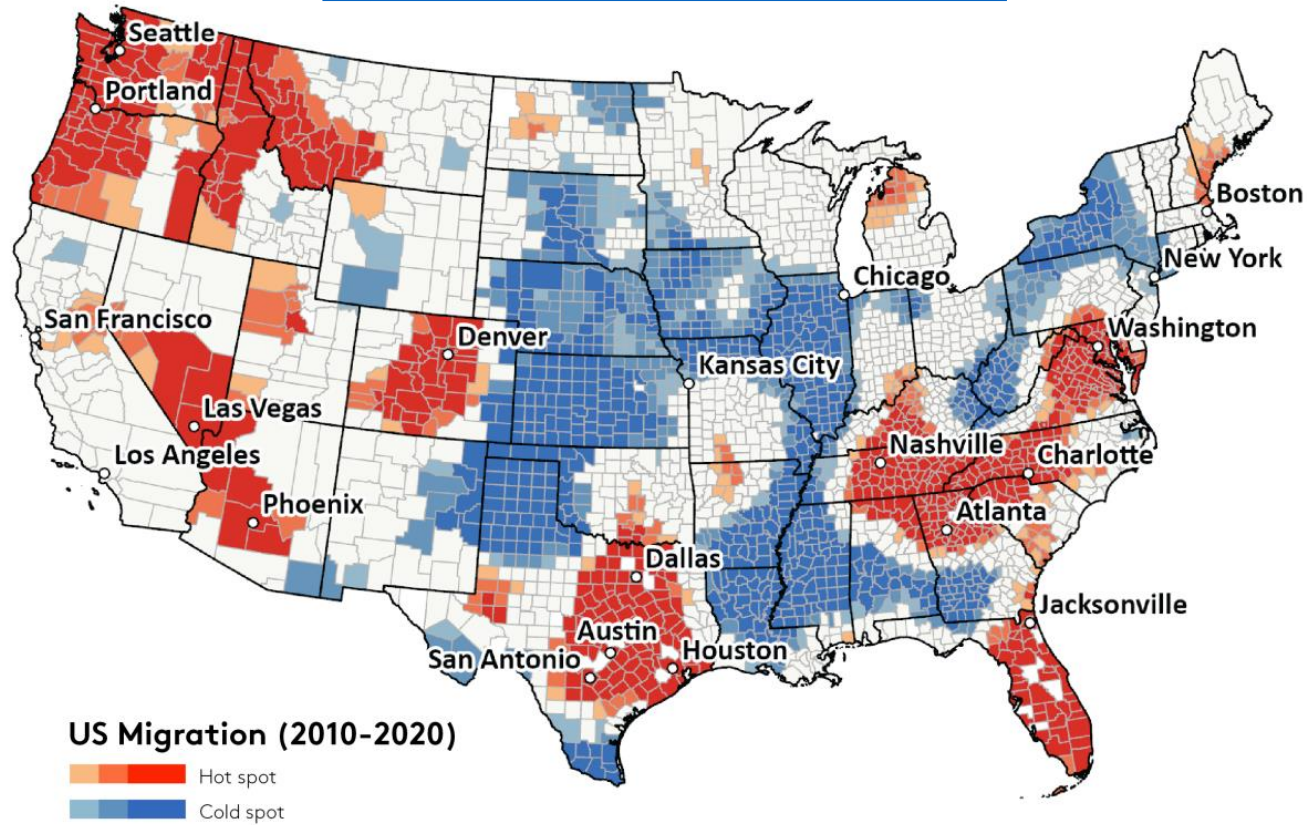 Seattle
Portland
Boston
New York
Chicago
San Francisco
Denver
Washington
Kansas City
Las Vegas
Los Angeles
Nashville
Charlotte
Phoenix
Atlanta
Dallas
Jacksonville
Austin
San Antonio
Houston
US Migration (2010-2020)
Hot spot
Cold spot